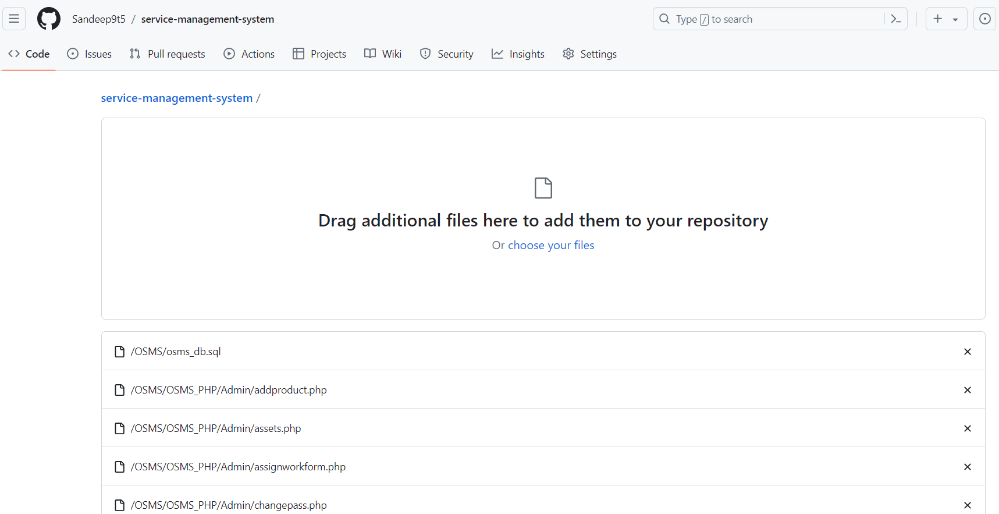 Sandeep9t5 / service-management-system
Type / to search
Code
Issues
Pull requests
Actions
Projects
Wiki
Security
Insights
Settings
service-management-system /
Drag additional files here to add them to your repository
Or choose your files
/OSMS/osms_db.sql
/OSMS/OSMS_PHP/Admin/addproduct.php
/OSMS/OSMS_PHP/Admin/assets.php
/OSMS/OSMS_PHP/Admin/assignworkform.php
/OSMS/OSMS_PHP/Admin/changepass.php